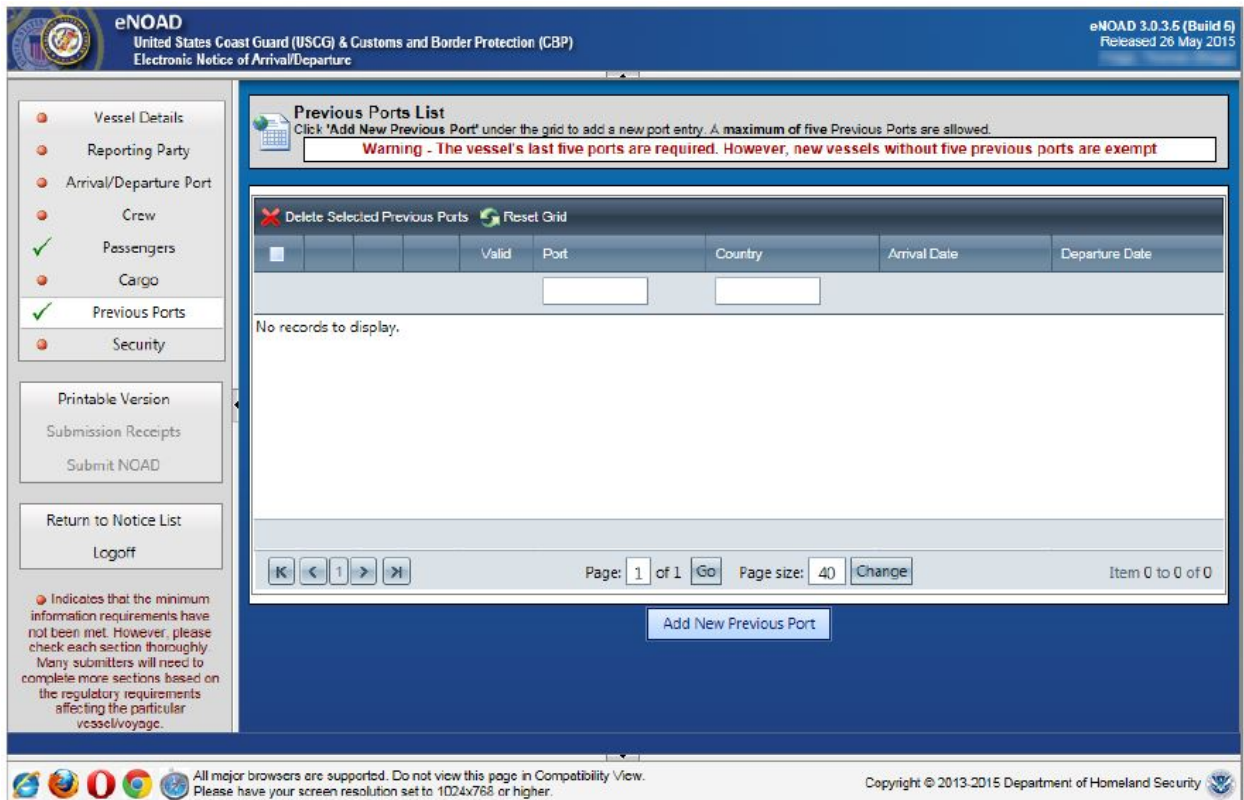 eNOAD
United States Coast Guard (USCG) & Customs and Border Protection (CBP)
Electronic Notice of Arrival/Departure
eNOAD 3.0.3.5 (Build 6)
Released 26 May 2015
Vessel Details
Reporting Party
Arrival/Departure Port
Crew
Passengers
Cargo
Previous Ports
Security
Printable Version
Submission Receipts
Submit NOAD
Return to Notice List
Logoff
Indicates that the minimum
information requirements have
not been met. However, please
check each section thoroughly.
Many submitters will need to
complete more sections based on
the regulatory requirements
affecting the particular
vessel/voyage.
Previous Ports List
Click 'Add New Previous Port' under the grid to add a new port entry. A maximum of five Previous Ports are allowed.
Warning - The vessel's last five ports are required. However, new vessels without five previous ports are exempt
Delete Selected Previous Ports Reset Grid
Valid Port Country Arrival Date Departure Date
No records to display.
1 Page: 1 of 1 Go Page size: 40 Change Item 0 to 0 of 0
Add New Previous Port
All major browsers are supported. Do not view this page in Compatibility View.
Please have your screen resolution set to 1024x768 or higher.
Copyright © 2013-2015 Department of Homeland Security